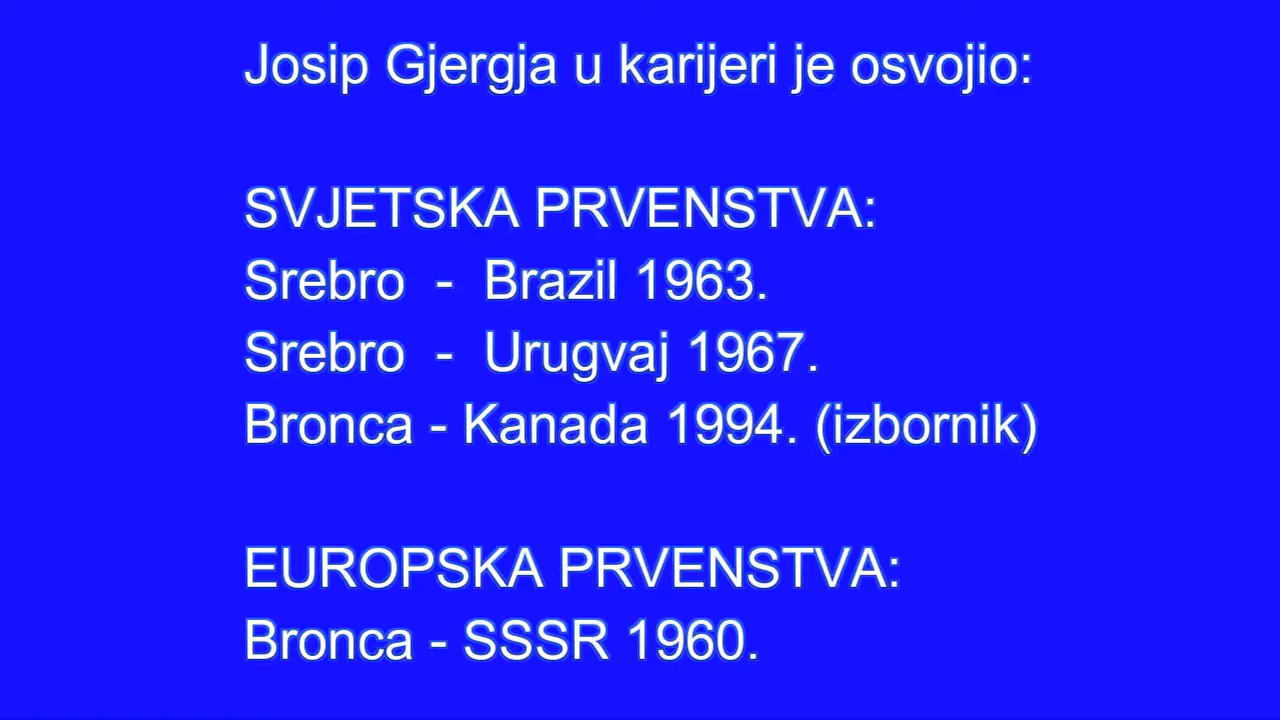 Josip Gjergja u karijeri je osvojio:
SVJETSKA PRVENSTVA:
Srebro - Brazil 1963.
Srebro - Urugvaj 1967.
Bronca - Kanada 1994. (izbornik)
EUROPSKA PRVENSTVA:
Bronca - SSSR 1960.